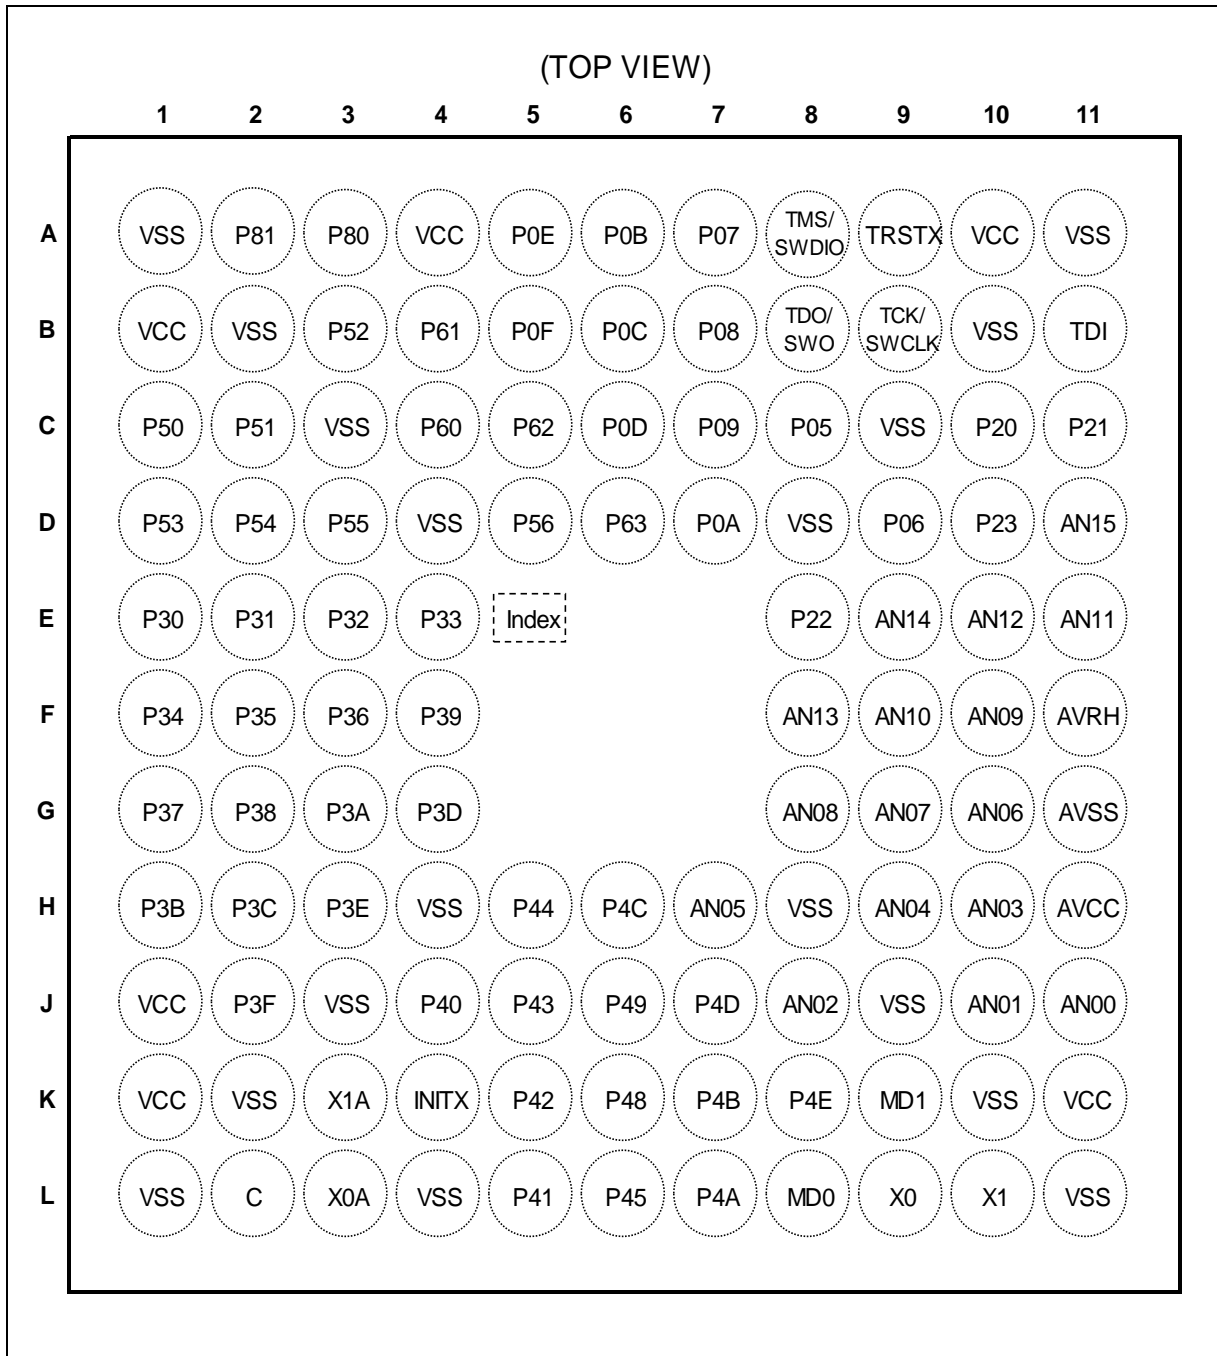 (TOP VIEW)
1 2 3 4 5 6 7 8 9 10 11
A VSS P81 P80 VCC P0E P0B P07 TMS/ SWDIO TRSTX VCC VSS
B VCC VSS P52 P61 P0F P0C P08 TDO/ SWO TCK/ SWCLK VSS TDI
C P50 P51 VSS P60 P62 P0D P09 P05 VSS P20 P21
D P53 P54 P55 VSS P56 P63 P0A VSS P06 P23 AN15
E P30 P31 P32 P33 Index P22 AN14 AN12 AN11
F P34 P35 P36 P39 AN13 AN10 AN09 AVRH
G P37 P38 P3A P3D AN08 AN07 AN06 AVSS
H P3B P3C P3E VSS P44 P4C AN05 VSS AN04 AN03 AVCC
J VCC P3F VSS P40 P43 P49 P4D AN02 VSS AN01 AN00
K VCC VSS X1A INITX P42 P48 P4B P4E MD1 VSS VCC
L VSS C X0A VSS P41 P45 P4A MD0 X0 X1 VSS